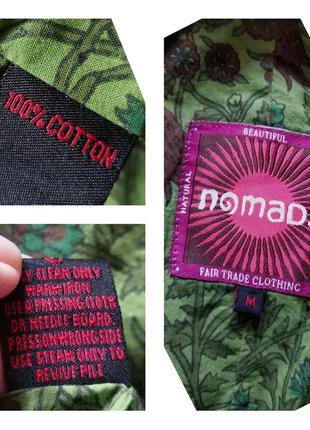 100% COTTON
BEAUTIFUL
NATURAL
nomads
FAIR TRADE CLOTHING
M
CLEAN ONLY
WARM IRON
USE A PRESSING CLOTH
OR NEEDLE BOARD
PRESS ON WRONG SIDE
USE STEAM ONLY TO
REVIVE PILE